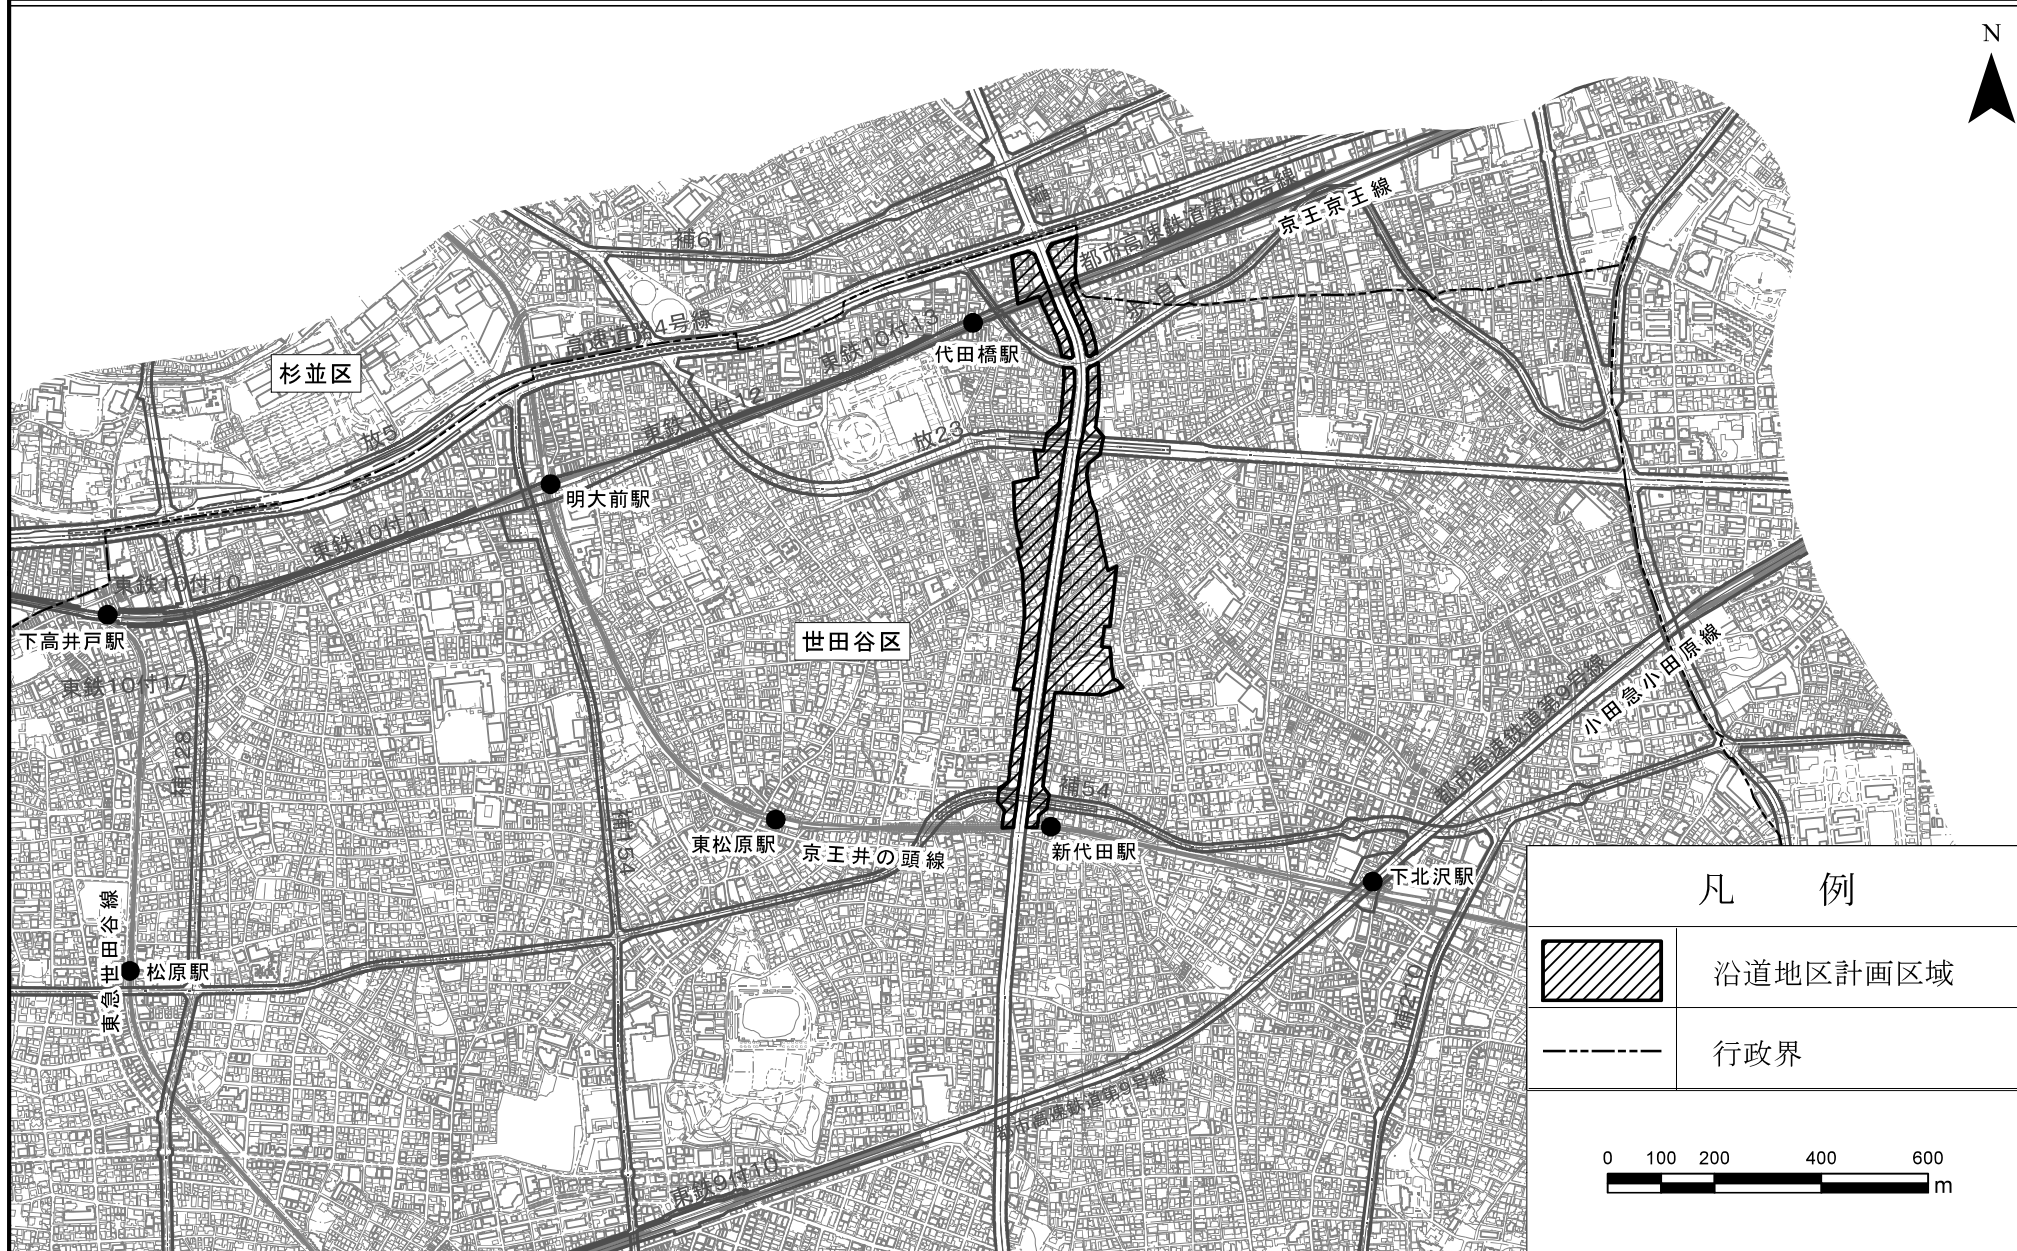 N
環7
補61
都市高速鉄道第10号線
京王京王線
歩自1
高速道路4号線
東鉄10付13
代田橋駅
杉並区
東鉄10付12
放5
放23
明大前駅
東鉄10付11
東鉄10付10
下高井戸駅
世田谷区
東鉄10付17
小田急小田原線
都市高速鉄道第9号線
補128
補154
補54
東松原駅
京王井の頭線
新代田駅
下北沢駅
東急世田谷線
松原駅
補210
都市高速鉄道第9号線
東鉄9付10
凡 例
沿道地区計画区域
行政界
0 100 200 400 600
m